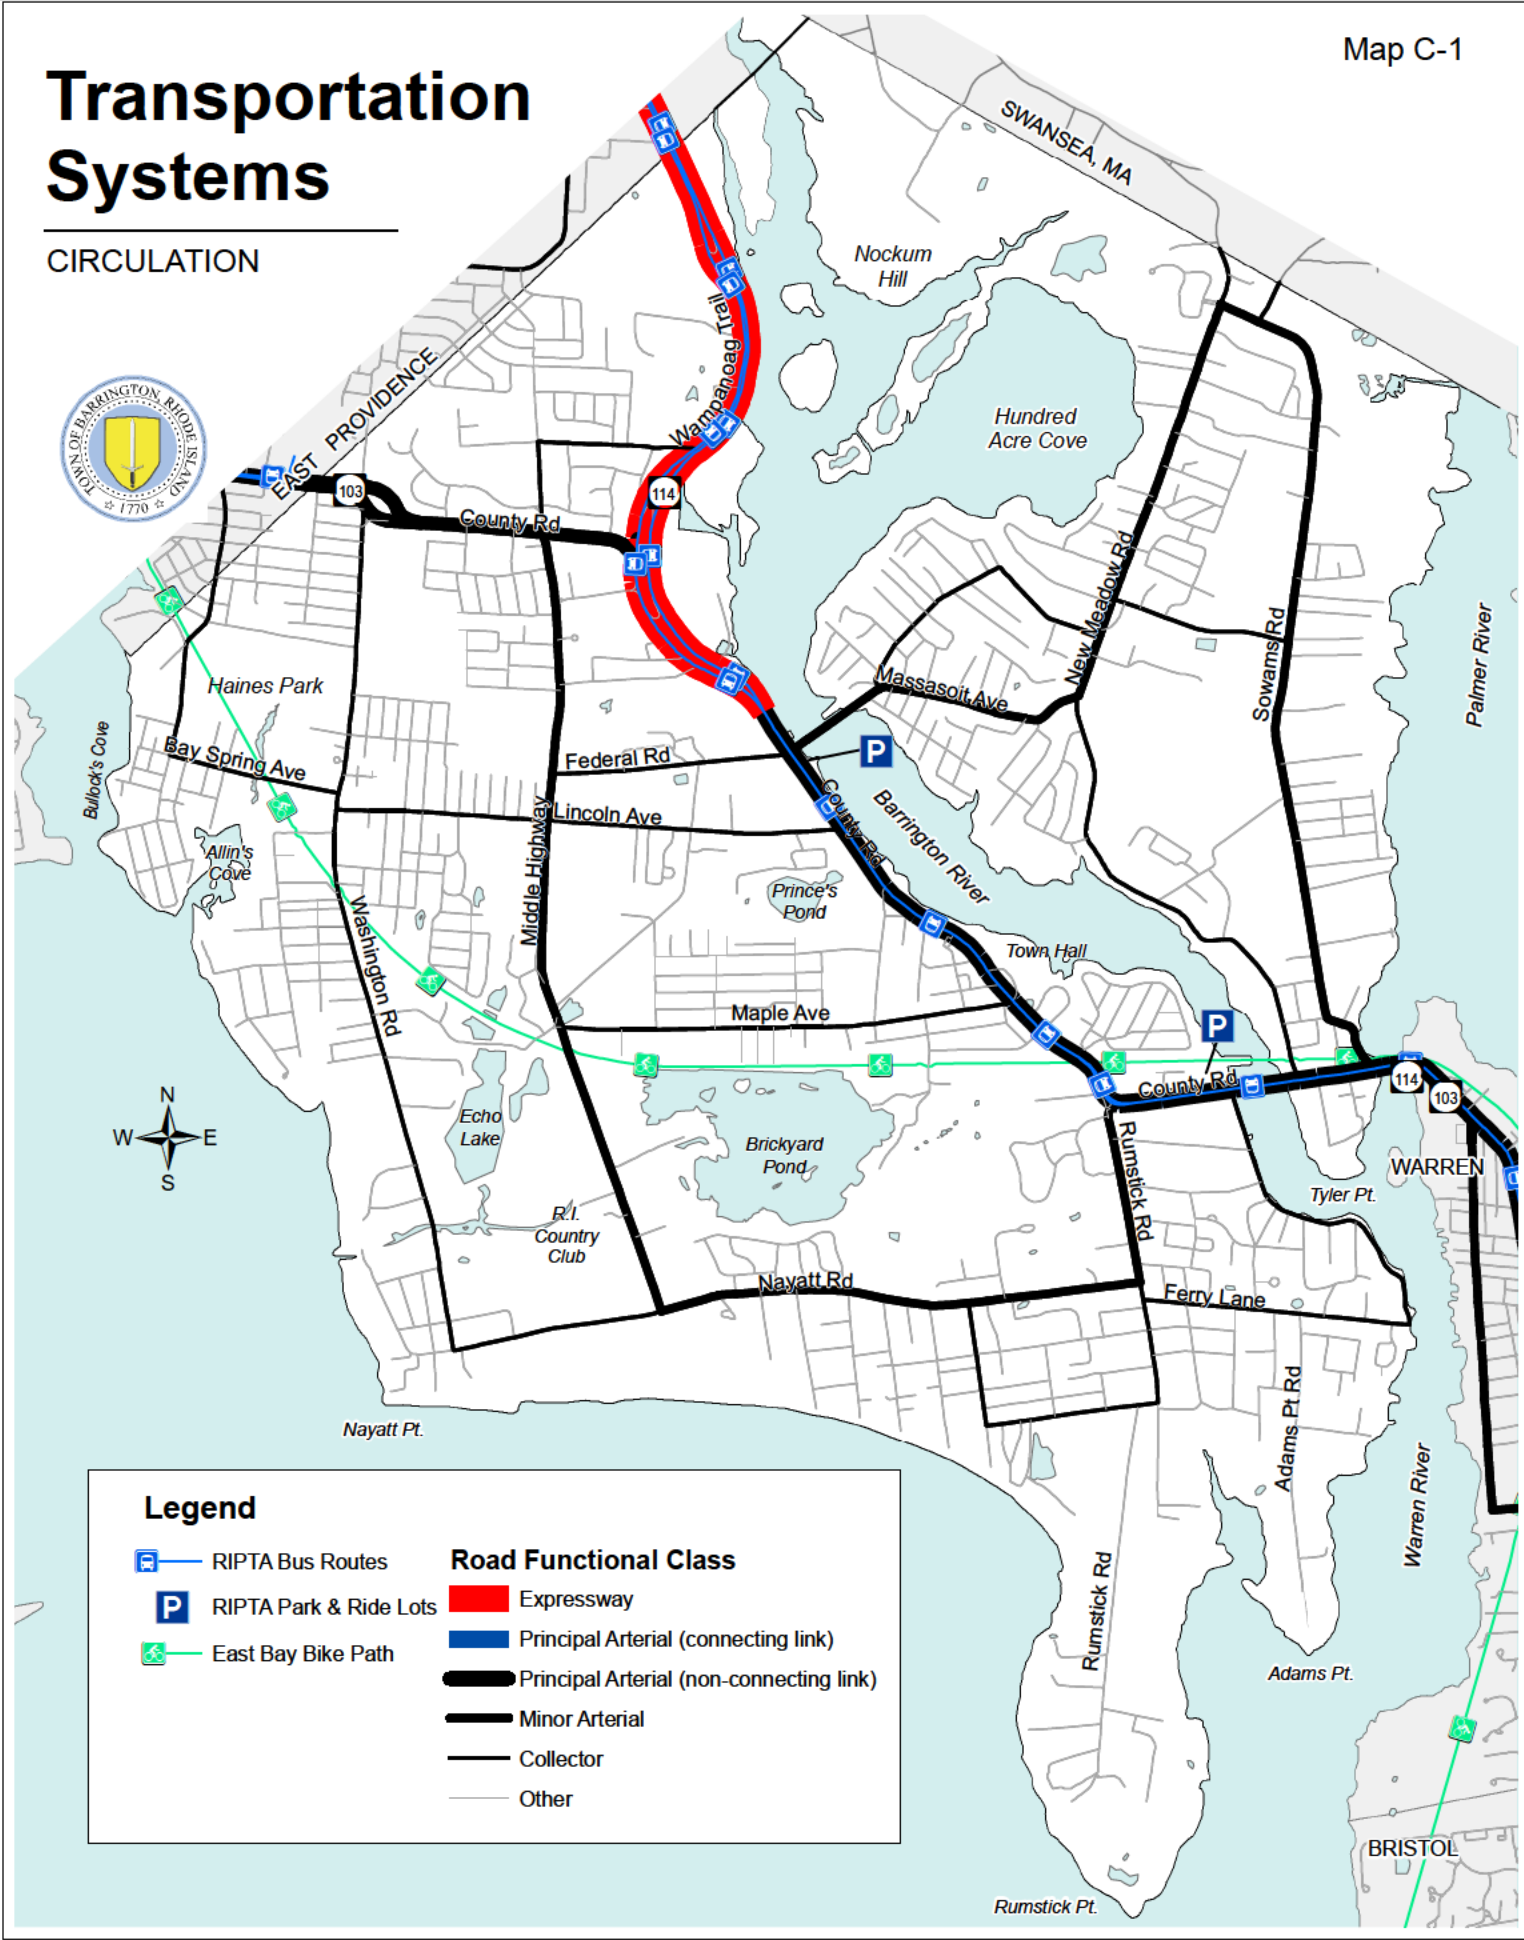 Map C-1
Transportation
Systems
CIRCULATION
SWANSEA, MA
Nockum
Hill
Wampanoag Trail
EAST PROVIDENCE
TOWN OF BARRINGTON, RHODE ISLAND
1770
Hundred
Acre Cove
103
114
County Rd
New Meadow Rd
Sowams Rd
Palmer River
Haines Park
Massasoit Ave
Bullock's Cove
Bay Spring Ave
Federal Rd
P
Lincoln Ave
County Rd
Barrington River
Allin's
Cove
Middle Highway
Prince's
Pond
Washington Rd
Town Hall
Maple Ave
P
N
W
E
S
County Rd
114
103
Echo
Lake
Brickyard
Pond
Rumstick Rd
WARREN
Tyler Pt.
R.I.
Country
Club
Nayatt Rd
Ferry Lane
Adams Pt Rd
Nayatt Pt.
Warren River
Rumstick Rd
Adams Pt.
BRISTOL
Rumstick Pt.
Legend
RIPTA Bus Routes
P
RIPTA Park & Ride Lots
East Bay Bike Path
Road Functional Class
Expressway
Principal Arterial (connecting link)
Principal Arterial (non-connecting link)
Minor Arterial
Collector
Other